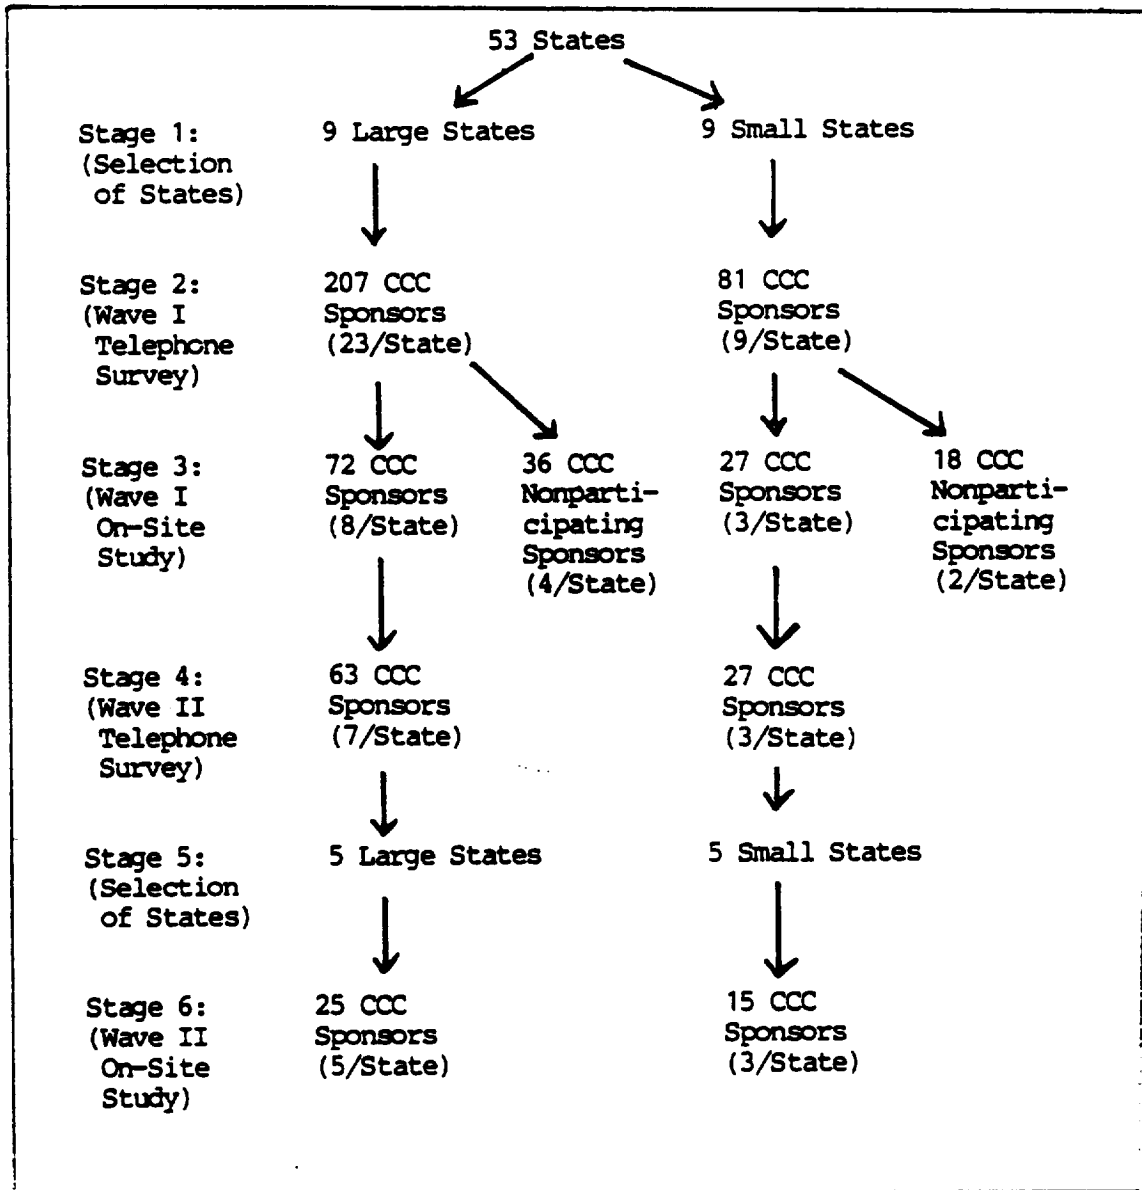 53 States
Stage 1:
(Selection
of States)
9 Large States
9 Small States
Stage 2:
(Wave I
Telephone
Survey)
207 CCC
Sponsors
(23/State)
81 CCC
Sponsors
(9/State)
Stage 3:
(Wave I
On-Site
Study)
72 CCC
Sponsors
(8/State)
36 CCC
Nonparti-
cipating
Sponsors
(4/State)
27 CCC
Sponsors
(3/State)
18 CCC
Nonparti-
cipating
Sponsors
(2/State)
Stage 4:
(Wave II
Telephone
Survey)
63 CCC
Sponsors
(7/State)
27 CCC
Sponsors
(3/State)
Stage 5:
(Selection
of States)
5 Large States
5 Small States
Stage 6:
(Wave II
On-Site
Study)
25 CCC
Sponsors
(5/State)
15 CCC
Sponsors
(3/State)